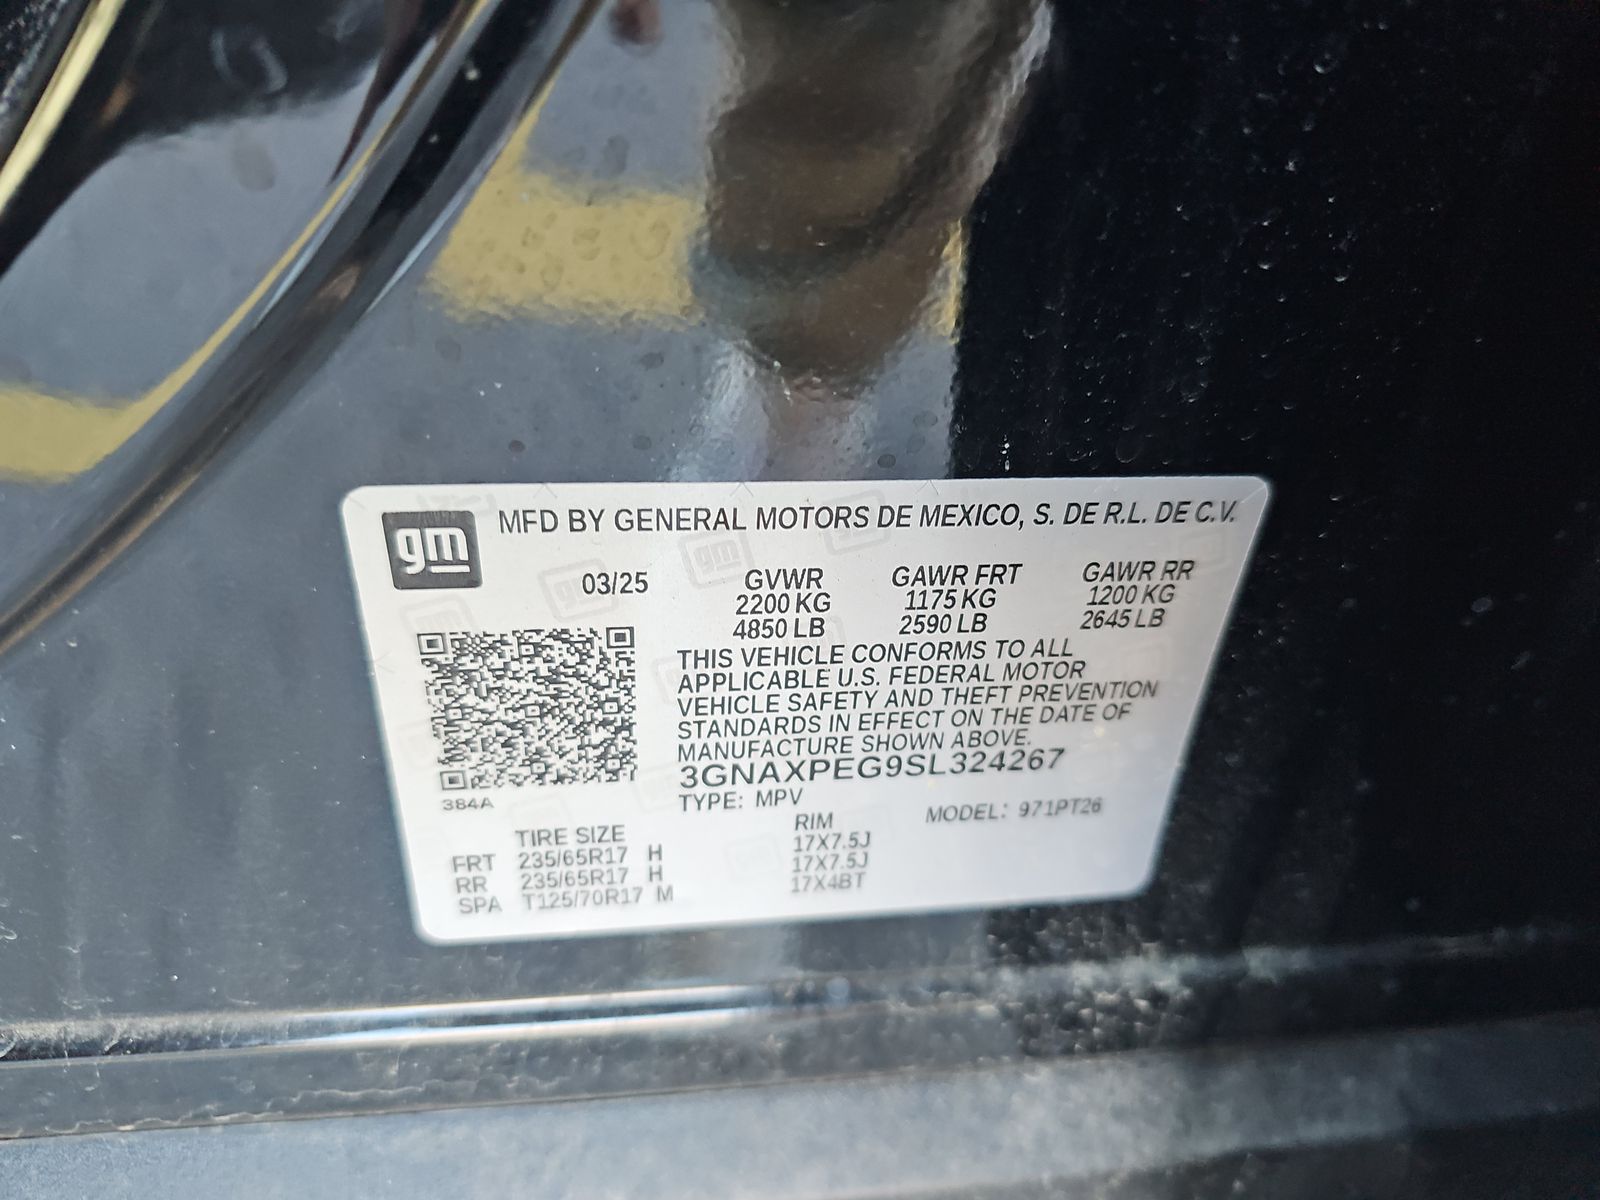 gm
MFD BY GENERAL MOTORS DE MEXICO, S. DE R.L. DE C.V.
03/25 GVWR GAWR FRT GAWR RR
2200 KG 1175 KG 1200 KG
4850 LB 2590 LB 2645 LB
THIS VEHICLE CONFORMS TO ALL
APPLICABLE U.S. FEDERAL MOTOR
VEHICLE SAFETY AND THEFT PREVENTION
STANDARDS IN EFFECT ON THE DATE OF
MANUFACTURE SHOWN ABOVE.
3GNAXPEG9SL324267
384A
TYPE: MPV MODEL: 971PT26
TIRE SIZE RIM
FRT 235/65R17 H 17X7.5J
RR 235/65R17 H 17X7.5J
SPA T125/70R17 M 17X4BT